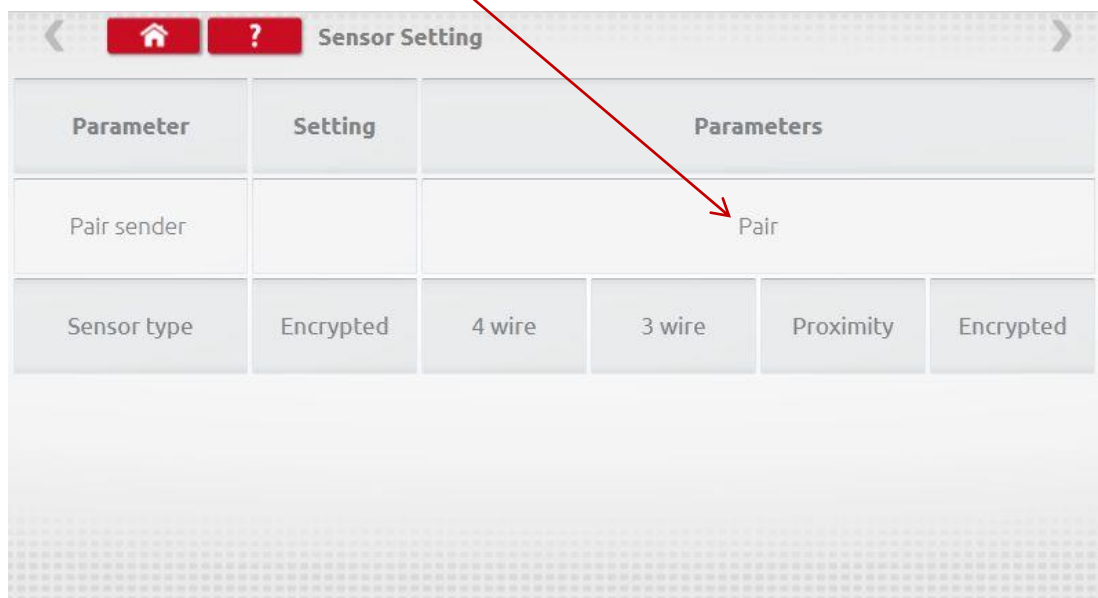 ? Sensor Setting
Parameter Setting Parameters
Pair sender Pair
Sensor type Encrypted 4 wire 3 wire Proximity Encrypted